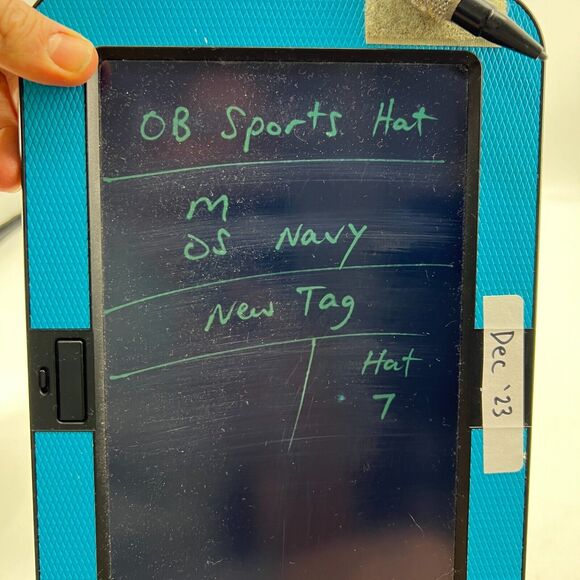 OB Sports Hat
M
OS Navy
New Tag
Hat
7
Dec '23